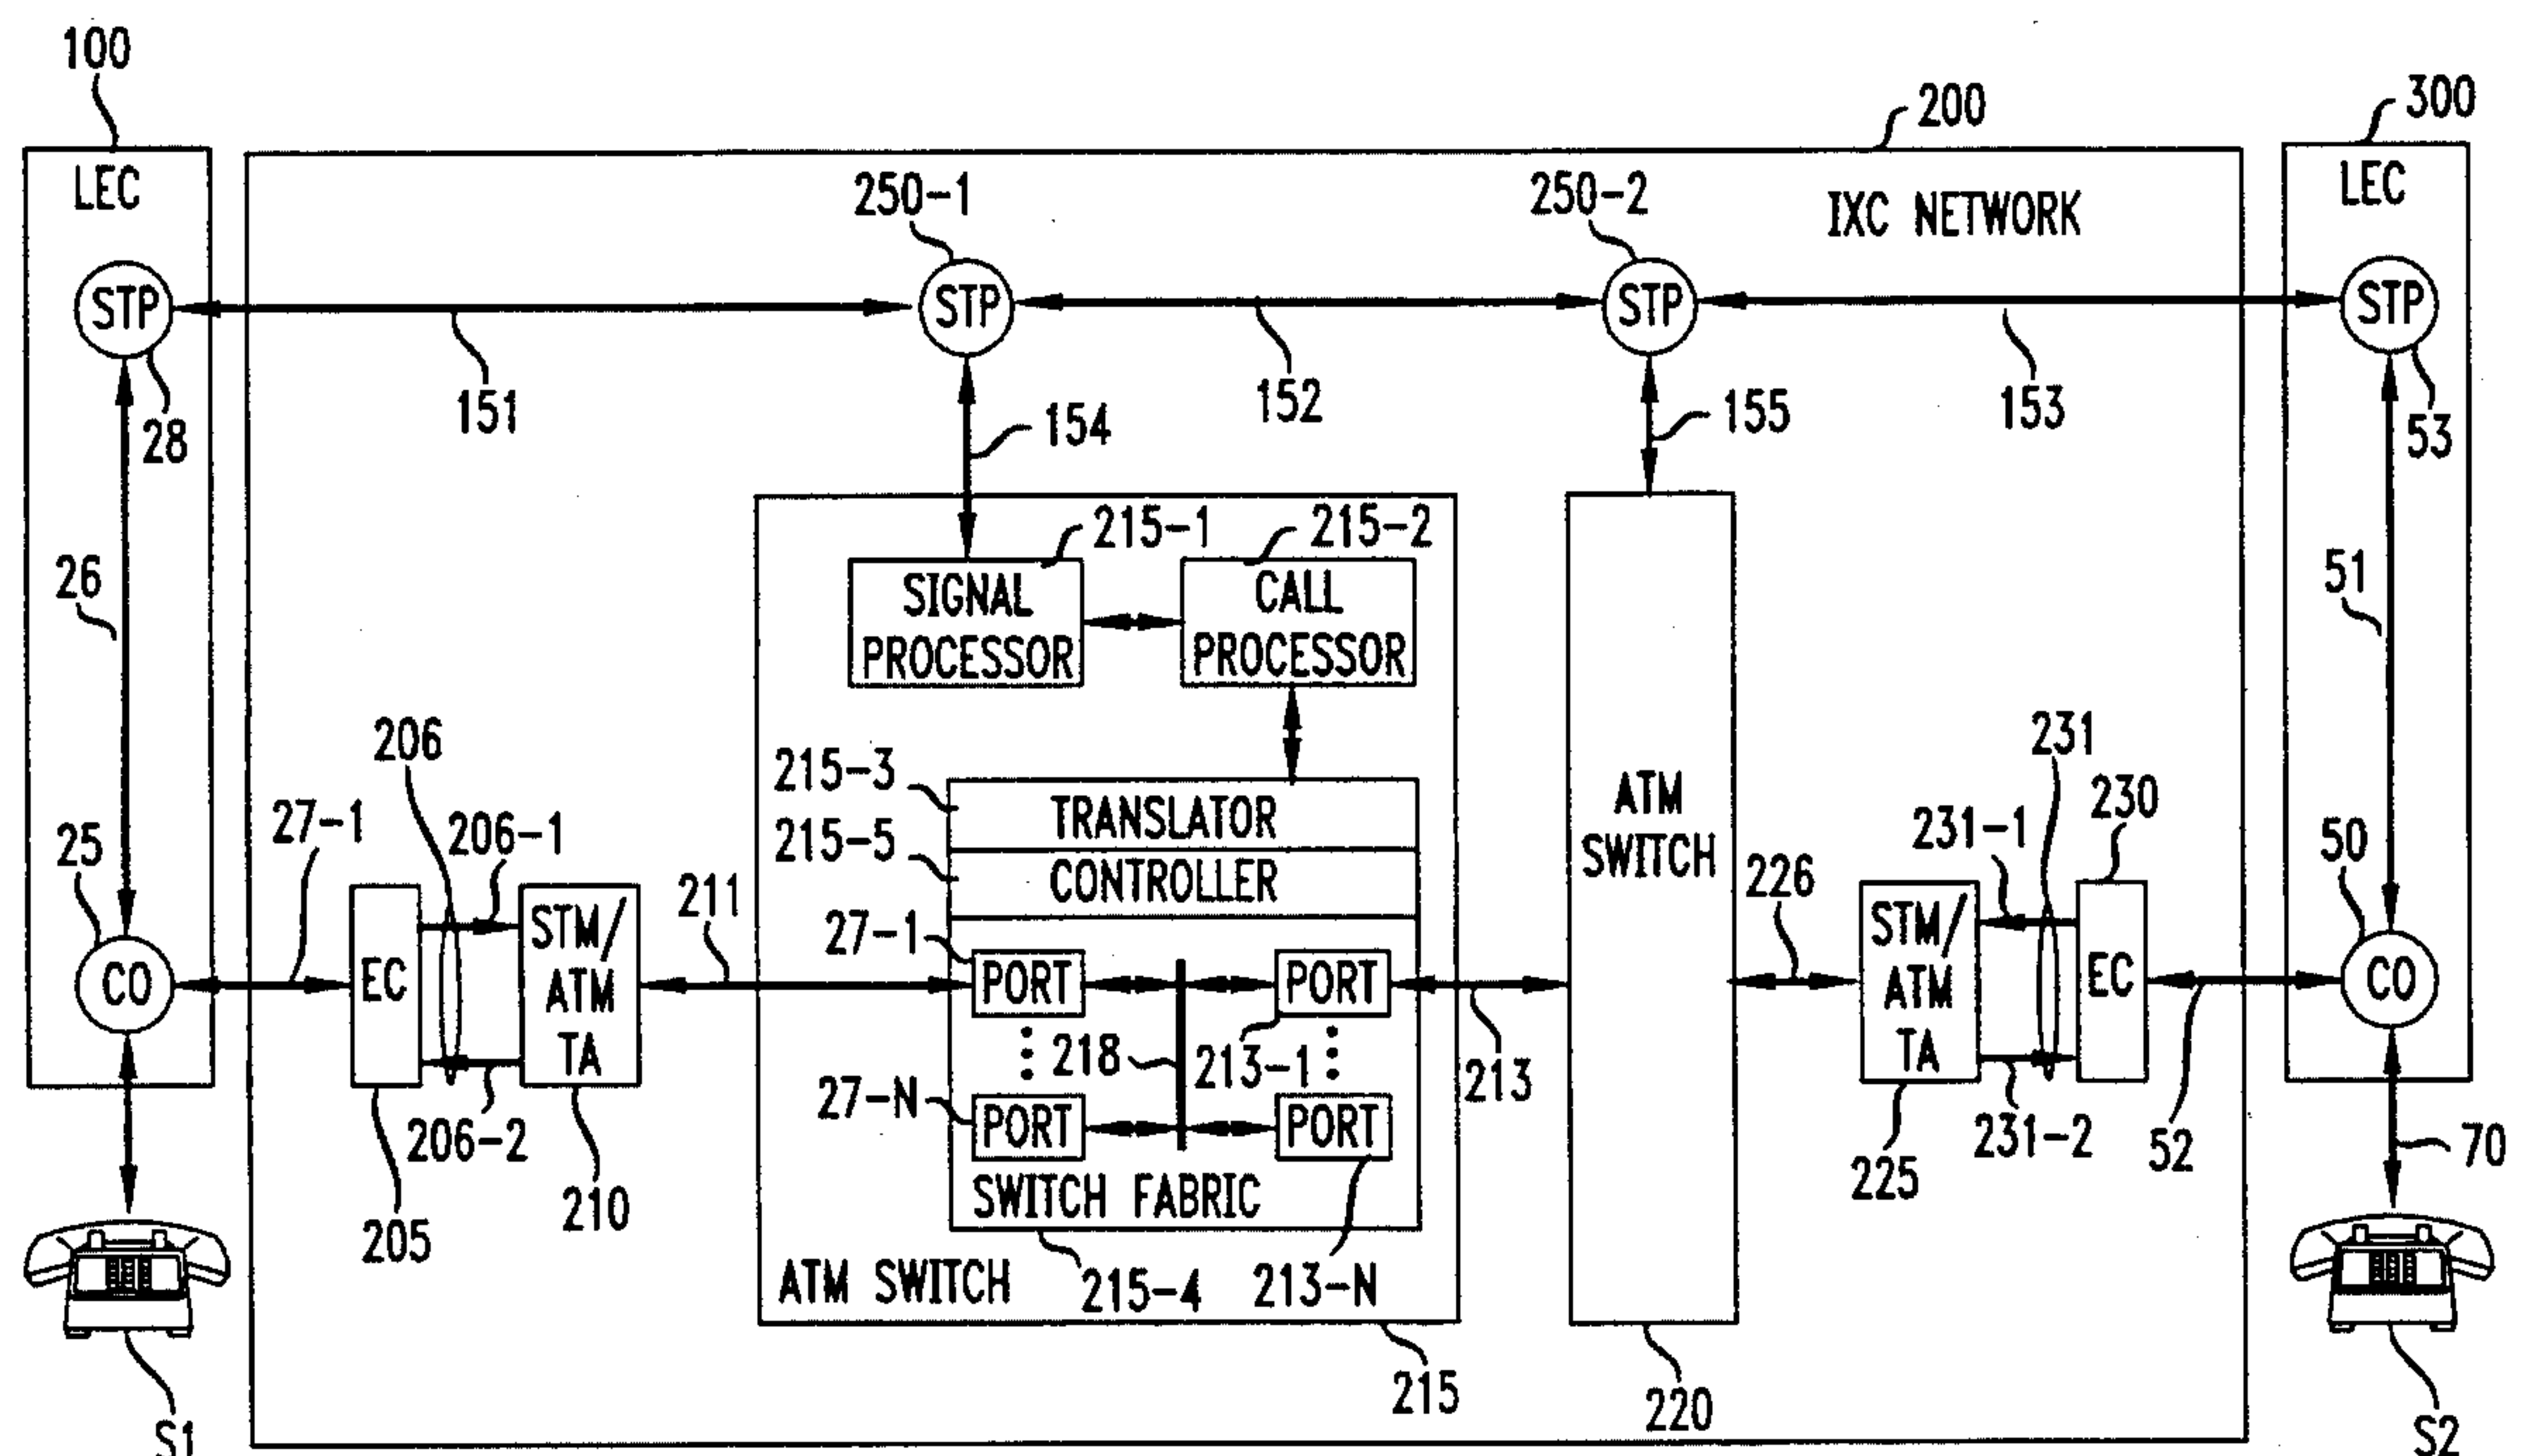 100
200
300
LEC
250-1
250-2
IXC NETWORK
LEC
STP
STP
STP
STP
28
151
154
152
155
153
53
26
215-1
215-2
51
SIGNAL
PROCESSOR
CALL
PROCESSOR
206
215-3
TRANSLATOR
ATM
SWITCH
231
230
27-1
206-1
215-5
CONTROLLER
231-1
25
211
226
50
CO
EC
STM/
ATM
TA
27-1
PORT
PORT
STM/
ATM
TA
EC
CO
218
213-1
213
206-2
27-N
PORT
PORT
231-2
52
70
205
210
SWITCH FABRIC
225
ATM SWITCH
215-4
213-N
215
220
S1
S2